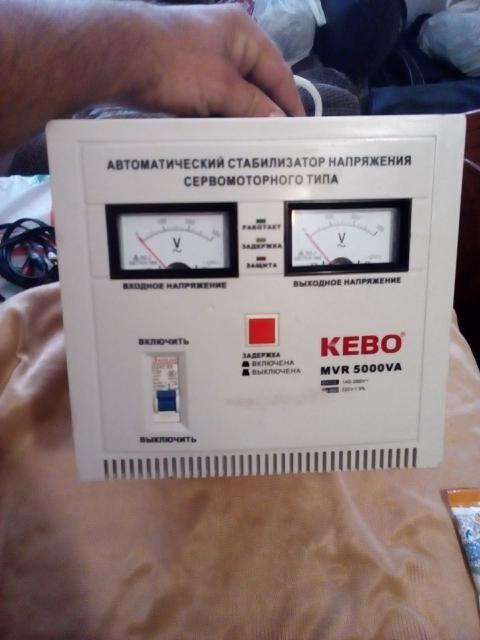 АВТОМАТИЧЕСКИЙ СТАБИЛИЗАТОР НАПРЯЖЕНИЯ
СЕРВОМОТОРНОГО ТИПА
РАБОТАЕТ
ЗАДЕРЖКА
ЗАЩИТА
V
V
ВХОДНОЕ НАПРЯЖЕНИЕ
ВЫХОДНОЕ НАПРЯЖЕНИЕ
ВКЛЮЧИТЬ
ЗАДЕРЖКА
ВКЛЮЧЕНА
ВЫКЛЮЧЕНА
KEBO®
MVR 5000VA
ВЫКЛЮЧИТЬ